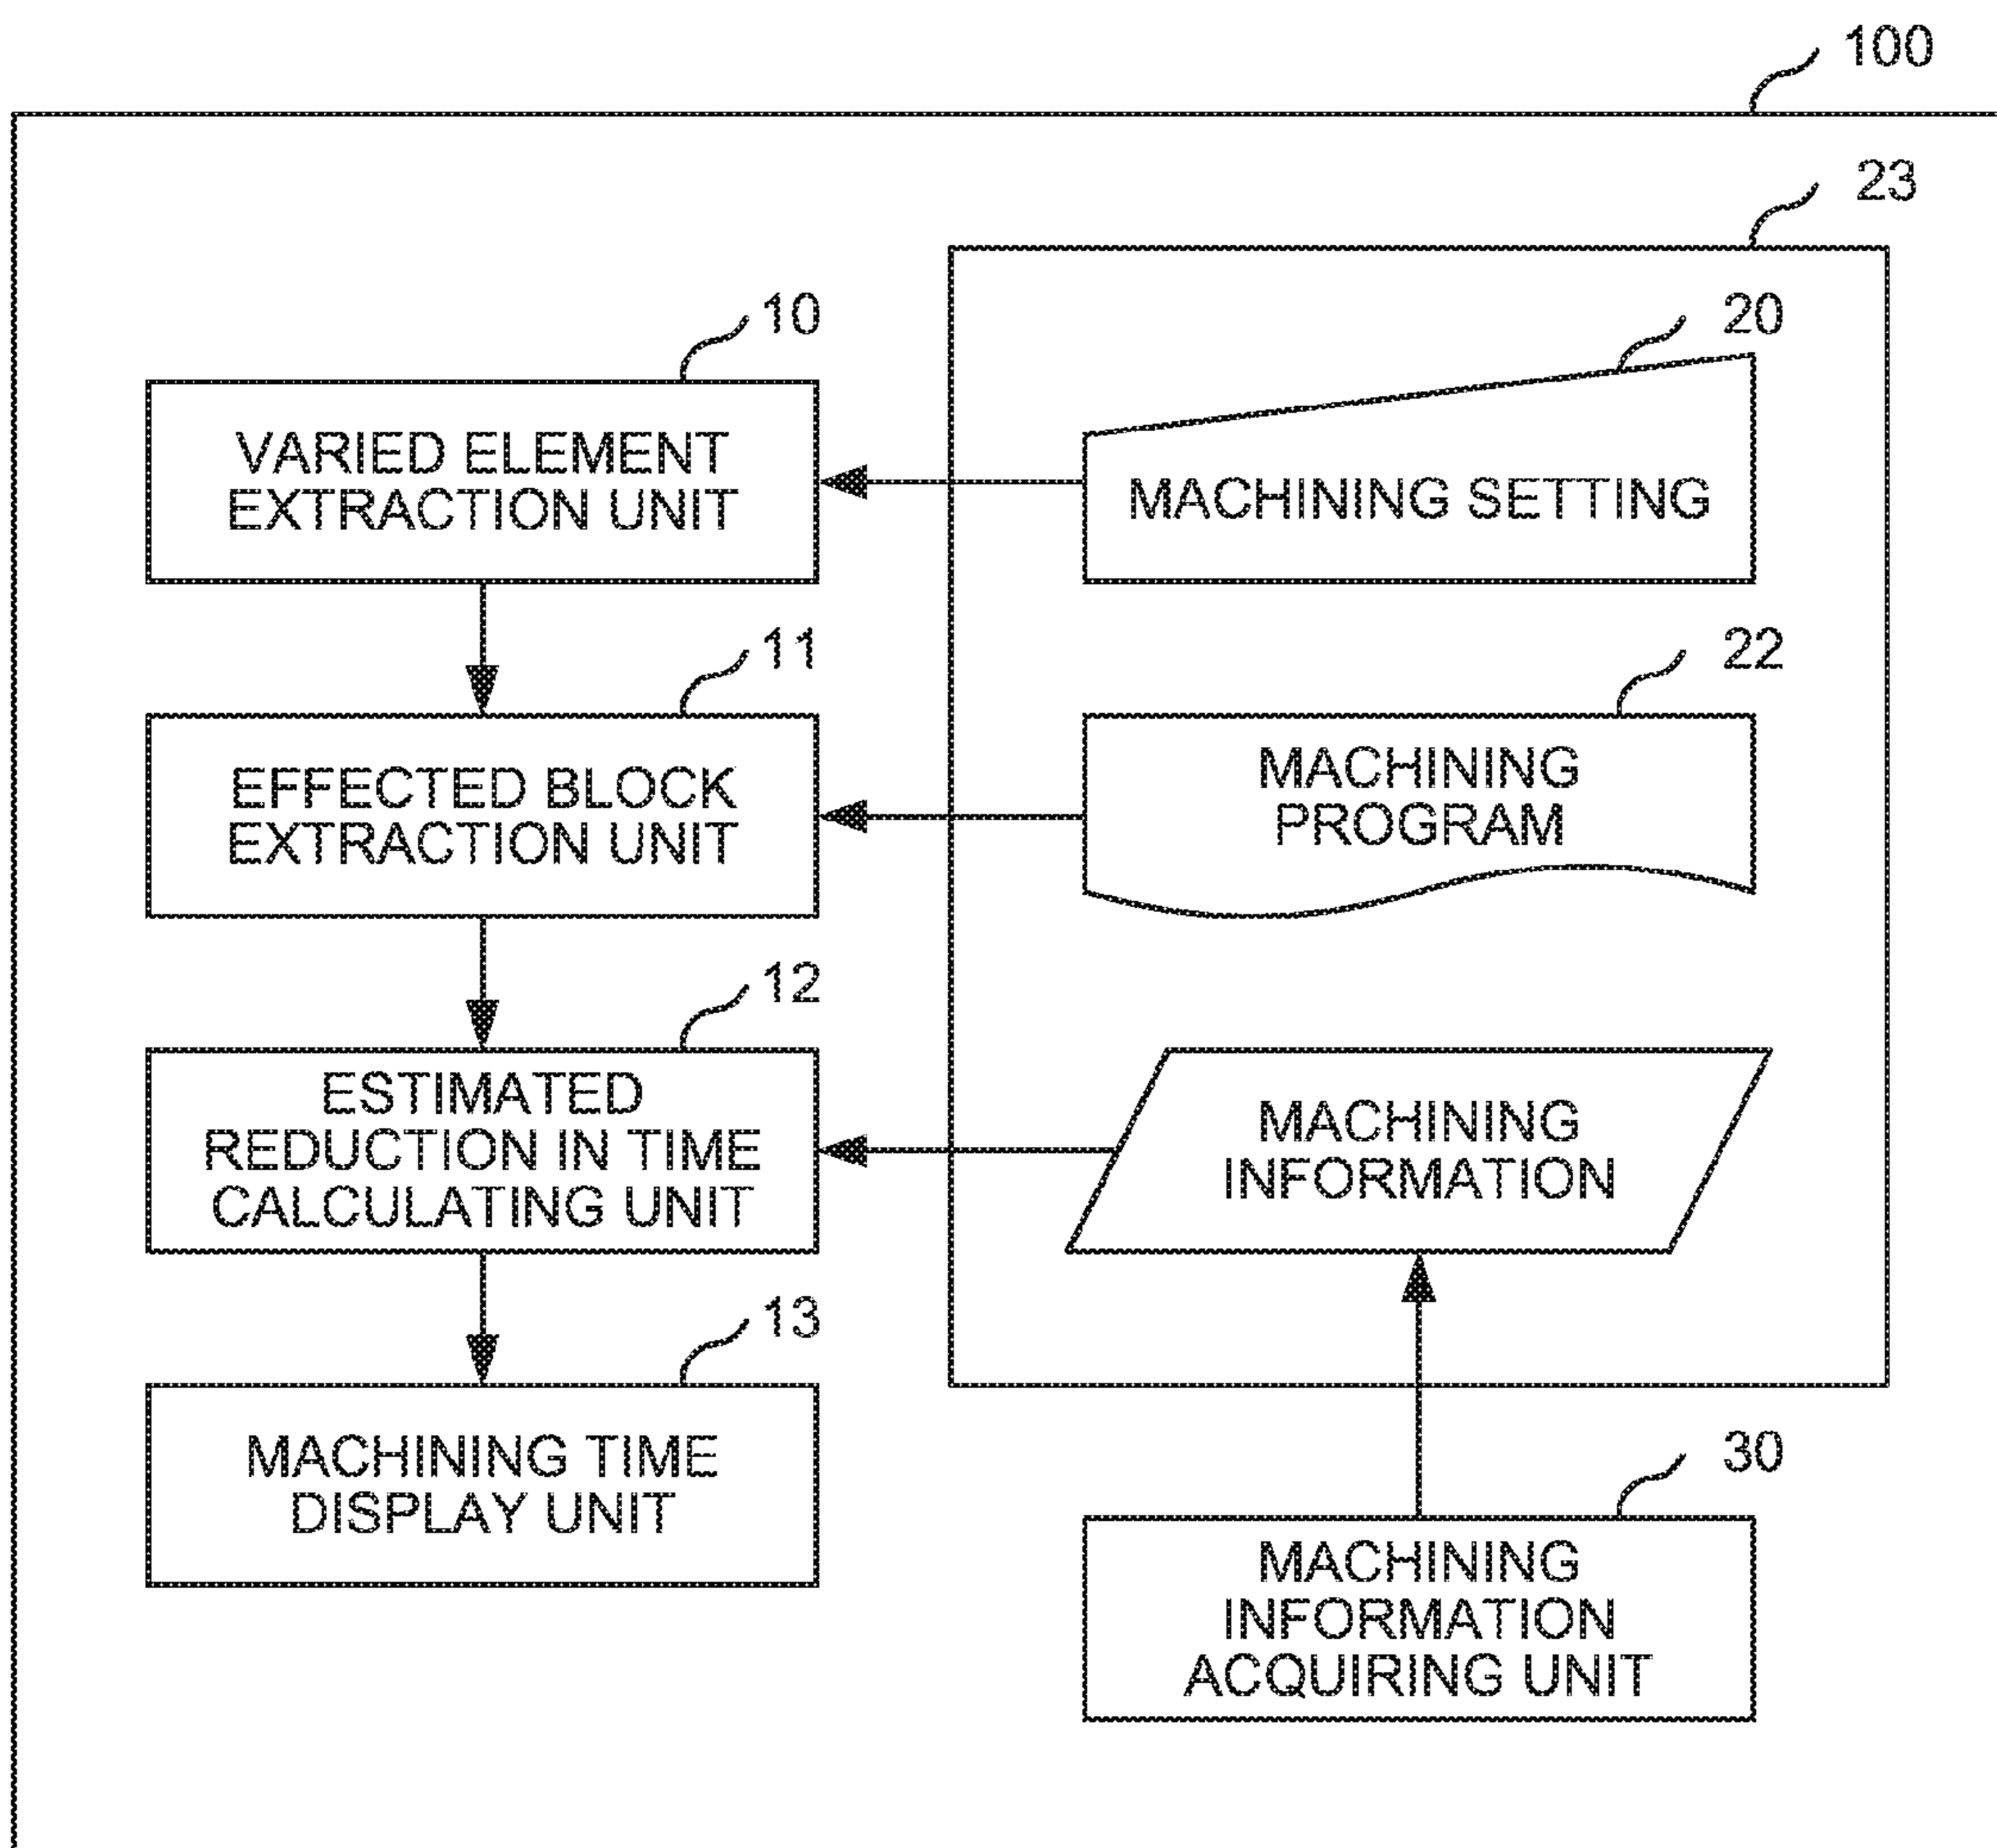 100
23
10
VARIED ELEMENT
EXTRACTION UNIT
20
MACHINING SETTING
11
EFFECTED BLOCK
EXTRACTION UNIT
22
MACHINING
PROGRAM
12
ESTIMATED
REDUCTION IN TIME
CALCULATING UNIT
MACHINING
INFORMATION
13
MACHINING TIME
DISPLAY UNIT
30
MACHINING
INFORMATION
ACQUIRING UNIT